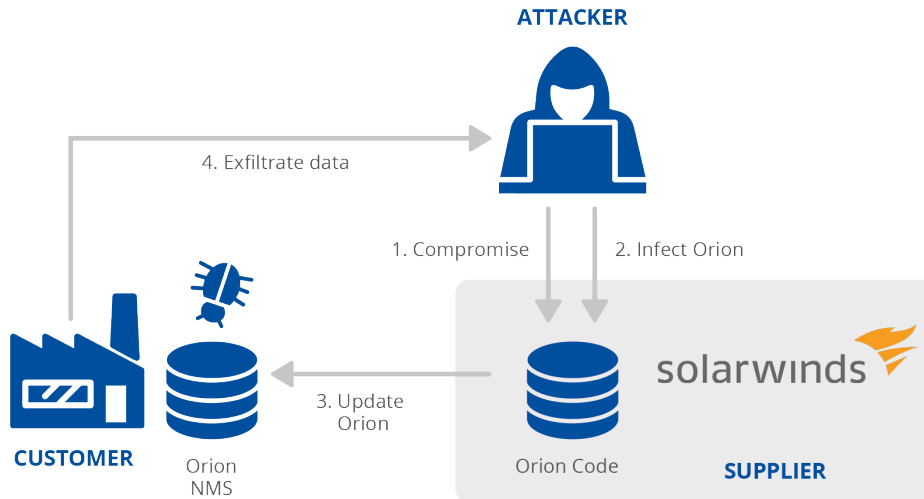 ATTACKER
4. Exfiltrate data
1. Compromise
2. Infect Orion
solarwinds
3. Update
Orion
CUSTOMER
Orion
NMS
Orion Code
SUPPLIER